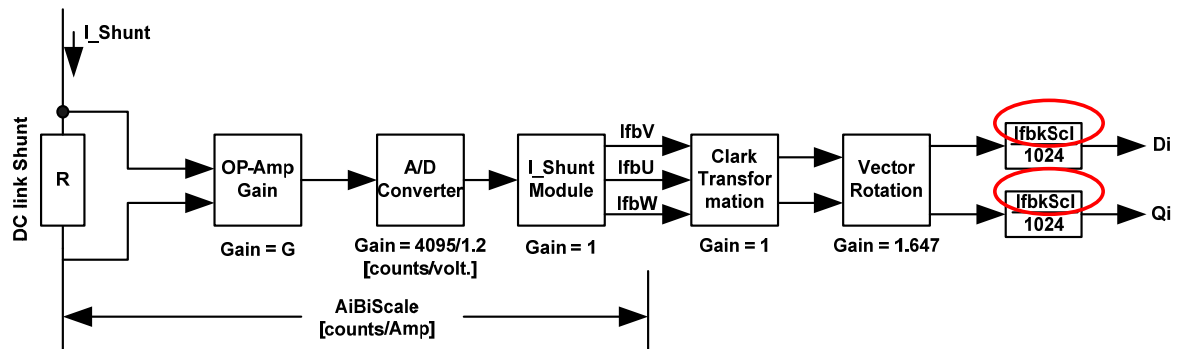 I_Shunt
DC link Shunt
R
OP-Amp
Gain
Gain = G
A/D
Converter
Gain = 4095/1.2
[counts/volt.]
I_Shunt
Module
Gain = 1
IfbV
IfbU
IfbW
Clark
Transfor
mation
Gain = 1
Vector
Rotation
Gain = 1.647
IfbkScl
1024
Di
IfbkScl
1024
Qi
AiBiScale
[counts/Amp]